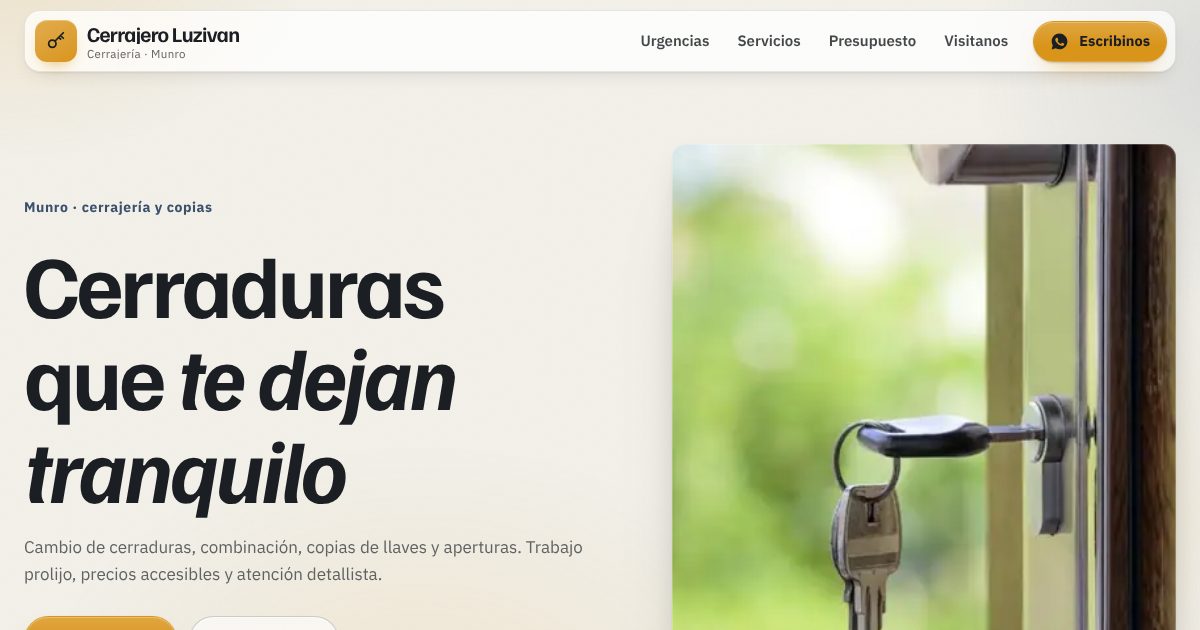 Cerrajero Luzivan
Cerrajería · Munro
Urgencias
Servicios
Presupuesto
Visitanos
Escribinos
Munro · cerrajería y copias
Cerraduras
que te dejan
tranquilo
Cambio de cerraduras, combinación, copias de llaves y aperturas. Trabajo
prolijo, precios accesibles y atención detallista.